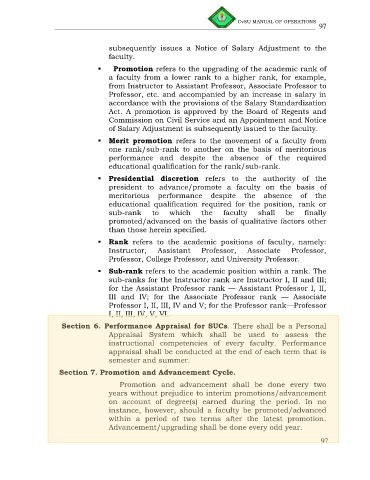 CvSU MANUAL OF OPERATIONS
97
subsequently issues a Notice of Salary Adjustment to the
faculty.
▪ Promotion refers to the upgrading of the academic rank of
a faculty from a lower rank to a higher rank, for example,
from Instructor to Assistant Professor, Associate Professor to
Professor, etc. and accompanied by an increase in salary in
accordance with the provisions of the Salary Standardization
Act. A promotion is approved by the Board of Regents and
Commission on Civil Service and an Appointment and Notice
of Salary Adjustment is subsequently issued to the faculty.
▪ Merit promotion refers to the movement of a faculty from
one rank/sub-rank to another on the basis of meritorious
performance and despite the absence of the required
educational qualification for the rank/sub-rank.
▪ Presidential discretion refers to the authority of the
president to advance/promote a faculty on the basis of
meritorious performance despite the absence of the
educational qualification required for the position, rank or
sub-rank to which the faculty shall be finally
promoted/advanced on the basis of qualitative factors other
than those herein specified.
▪ Rank refers to the academic positions of faculty, namely:
Instructor, Assistant Professor, Associate Professor,
Professor, College Professor, and University Professor.
▪ Sub-rank refers to the academic position within a rank. The
sub-ranks for the Instructor rank are Instructor I, II and III;
for the Assistant Professor rank — Assistant Professor I, II,
III and IV; for the Associate Professor rank — Associate
Professor I, II, III, IV and V; for the Professor rank—Professor
I, II, III, IV, V, VI.
Section 6. Performance Appraisal for SUCs. There shall be a Personal
Appraisal System which shall be used to assess the
instructional competencies of every faculty. Performance
appraisal shall be conducted at the end of each term that is
semester and summer.
Section 7. Promotion and Advancement Cycle.
Promotion and advancement shall be done every two
years without prejudice to interim promotions/advancement
on account of degree(s) earned during the period. In no
instance, however, should a faculty be promoted/advanced
within a period of two terms after the latest promotion.
Advancement/upgrading shall be done every odd year.
97